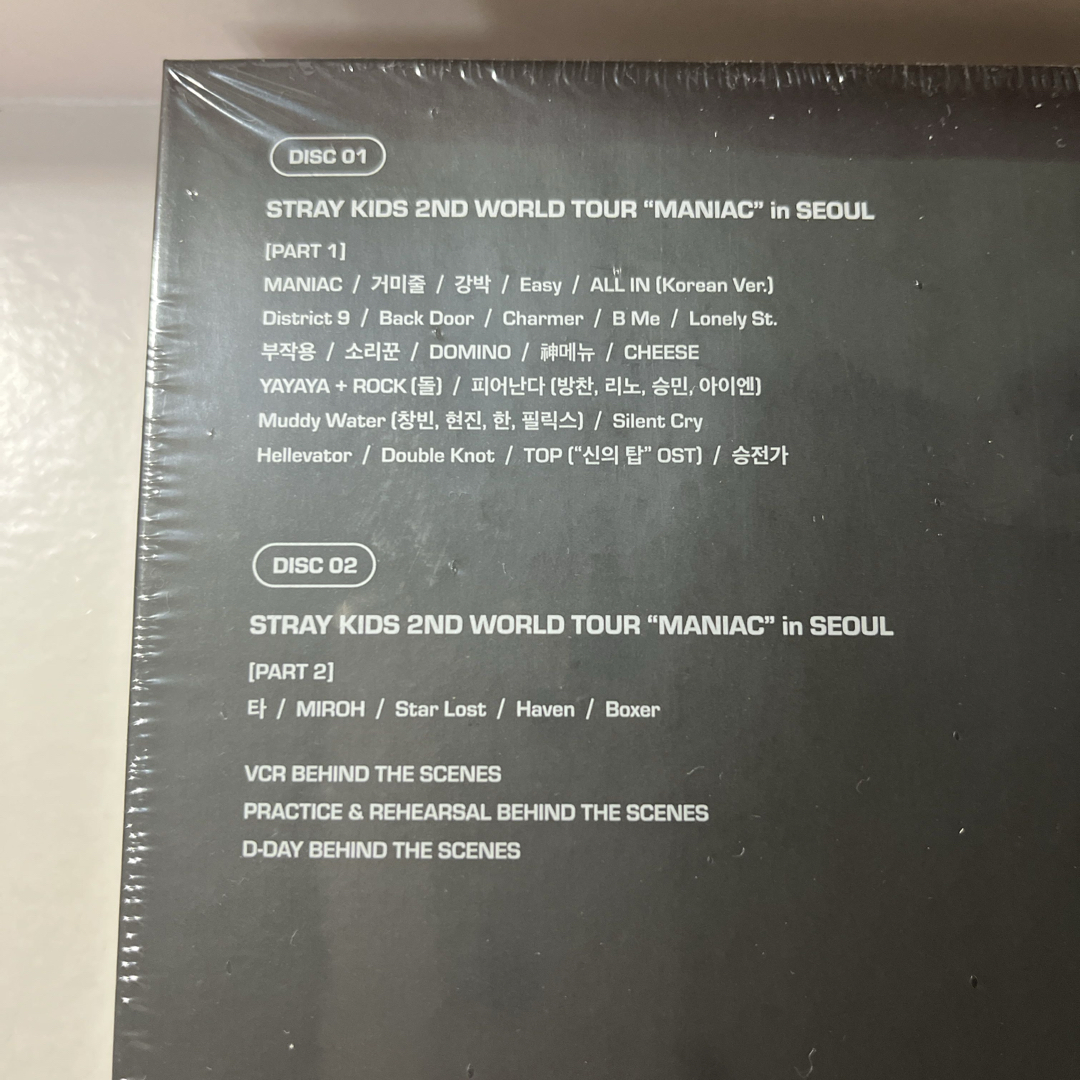 DISC 01
STRAY KIDS 2ND WORLD TOUR “MANIAC” in SEOUL
[PART 1]
MANIAC / 거미줄 / 강박 / Easy / ALL IN (Korean Ver.)
District 9 / Back Door / Charmer / B Me / Lonely St.
부작용 / 소리꾼 / DOMINO / 神메뉴 / CHEESE
YAYAYA + ROCK (돌) / 피어난다 (방찬, 리노, 승민, 아이엔)
Muddy Water (창빈, 현진, 한, 필릭스) / Silent Cry
Hellevator / Double Knot / TOP (“신의 탑” OST) / 승전가
DISC 02
STRAY KIDS 2ND WORLD TOUR “MANIAC” in SEOUL
[PART 2]
타 / MIROH / Star Lost / Haven / Boxer
VCR BEHIND THE SCENES
PRACTICE & REHEARSAL BEHIND THE SCENES
D-DAY BEHIND THE SCENES